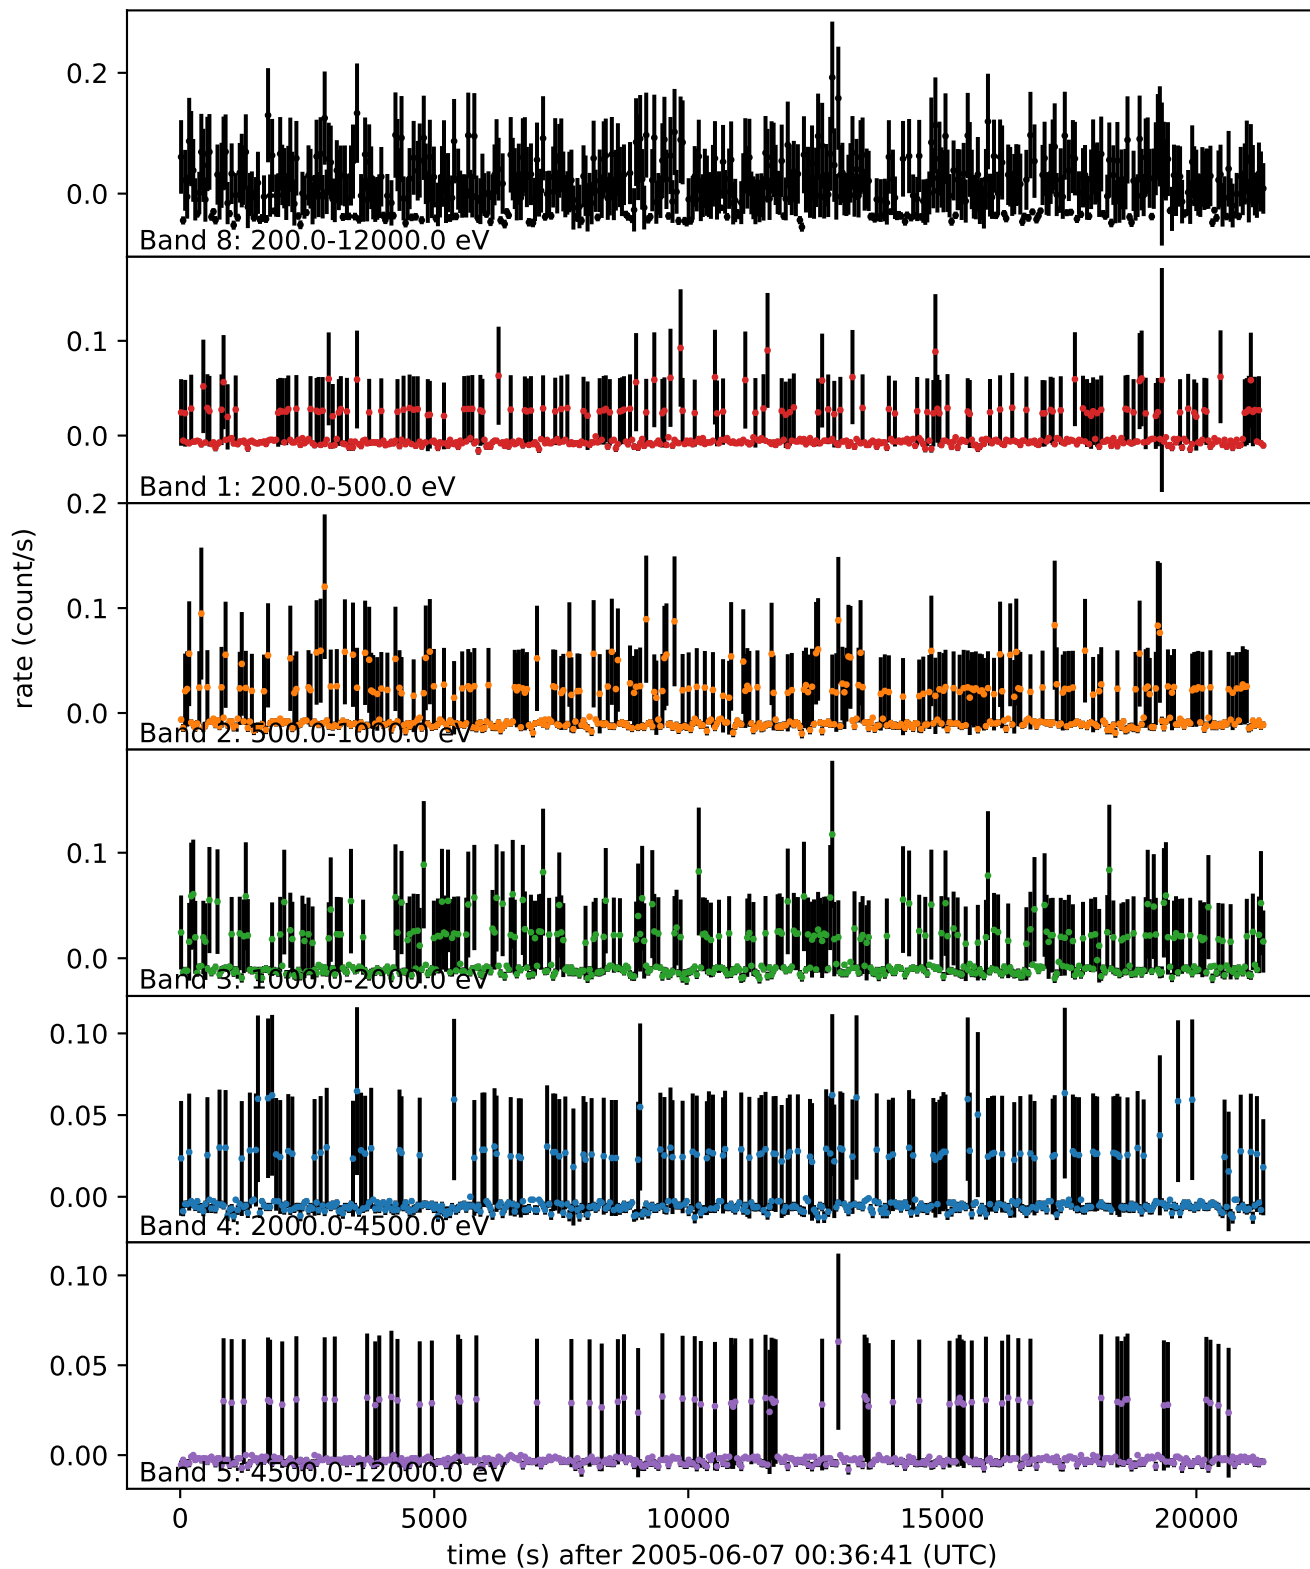 0.2
0.0
Band 8: 200.0-12000.0 eV
0.1
0.0
Band 1: 200.0-500.0 eV
0.2
0.1
0.0
Band 2: 500.0-1000.0 eV
rate (count/s)
0.1
0.0
Band 3: 1000.0-2000.0 eV
0.10
0.05
0.00
Band 4: 2000.0-4500.0 eV
0.10
0.05
0.00
Band 5: 4500.0-12000.0 eV
0 5000 10000 15000 20000
time (s) after 2005-06-07 00:36:41 (UTC)